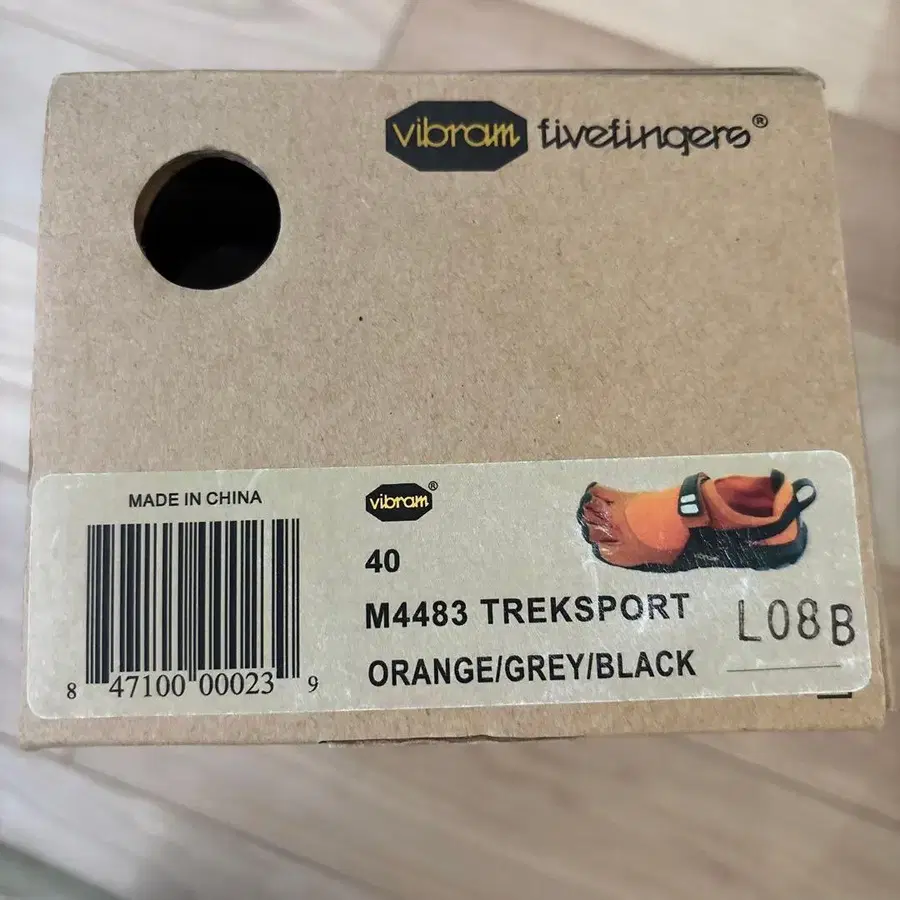 vibram fivefingers®
MADE IN CHINA
vibram®
40
M4483 TREKSPORT
L08B
ORANGE/GREY/BLACK
8 47100 00023 9